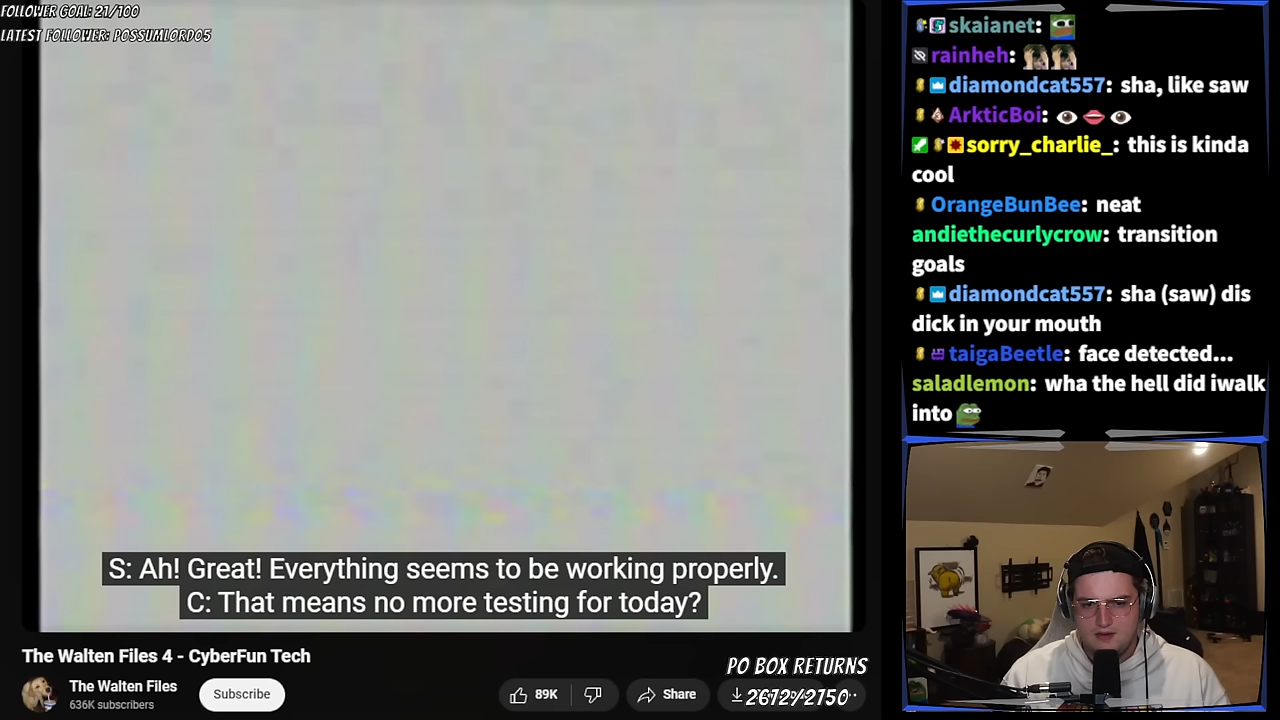 FOLLOWER GOAL: 21/100
LATEST FOLLOWER: POSSUMLORD05
S: Ah! Great! Everything seems to be working properly.
C: That means no more testing for today?
The Walten Files 4 - CyberFun Tech
The Walten Files
636K subscribers
Subscribe
89K
Share
PO BOX RETURNS
2672/2750
skaianet:
rainheh:
diamondcat557: sha, like saw
ArkticBoi:
sorry_charlie_: this is kinda
cool
OrangeBunBee: neat
andiethecurlycrow: transition
goals
diamondcat557: sha (saw) dis
dick in your mouth
taigaBeetle: face detected...
saladlemon: wha the hell did iwalk
into